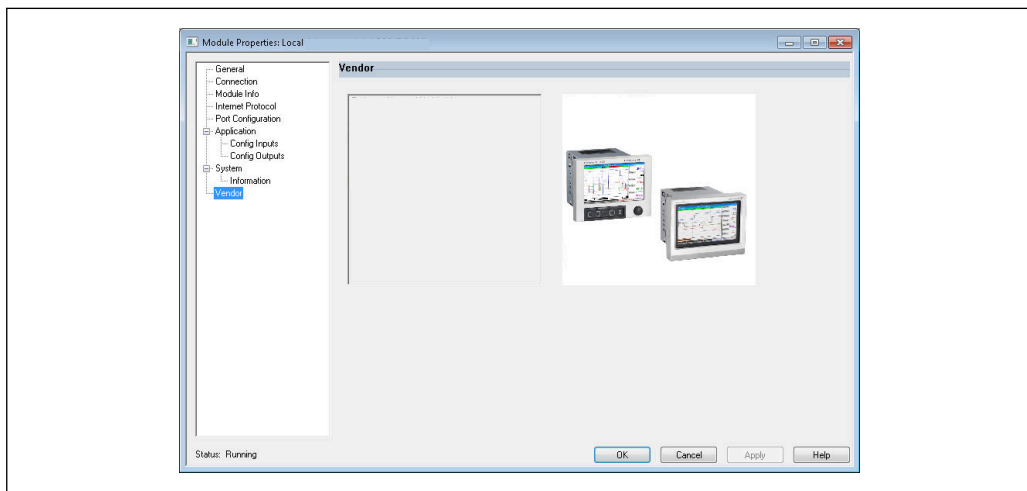 Module Properties: Local
General
Connection
Module Info
Internet Protocol
Port Configuration
Application
Config Inputs
Config Outputs
System
Information
Vendor
Vendor
Status: Running
OK
Cancel
Apply
Help